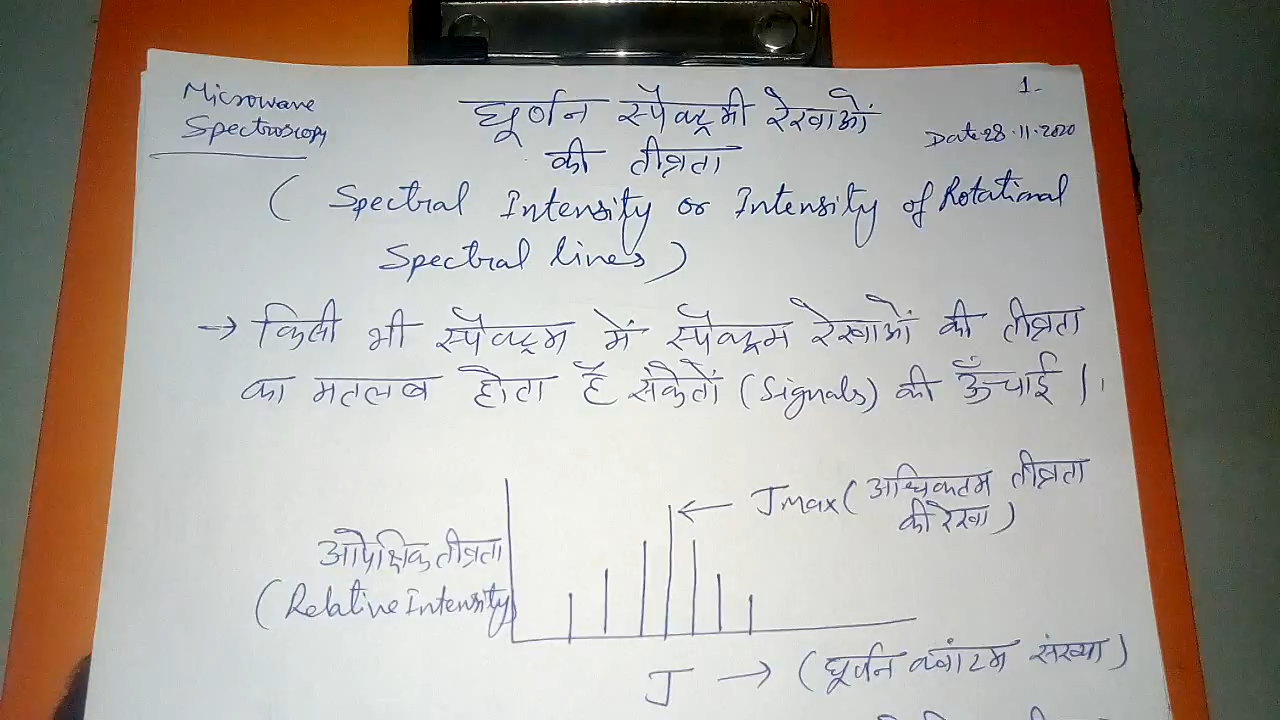 Microwave
Spectroscopy
1-
घूर्णन स्पैक्ट्रमी रेखाओं
Date 28.11.2020
की तीव्रता
( Spectral Intensity or Intensity of Rotational
Spectral lines )
→ किसी भी स्पैक्ट्रम में स्पैक्ट्रम रेखाओं की तीव्रता
का मतलब होता है संकेतों (Signals) की ऊँचाई ।
Jmax ( अधिकतम तीव्रता
की रेखा )
आपेक्षिक तीव्रता
( Relative Intensity)
J → ( घूर्णन क्वांटम संख्या )